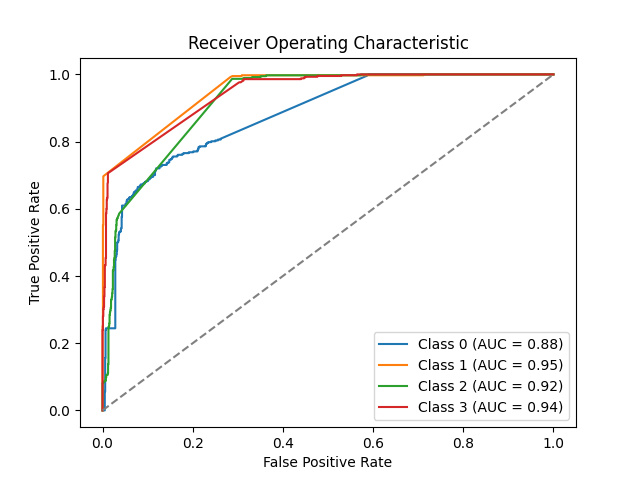 Receiver Operating Characteristic
True Positive Rate
1.0
0.8
0.6
0.4
0.2
0.0
Class 0 (AUC = 0.88)
Class 1 (AUC = 0.95)
Class 2 (AUC = 0.92)
Class 3 (AUC = 0.94)
0.0 0.2 0.4 0.6 0.8 1.0
False Positive Rate